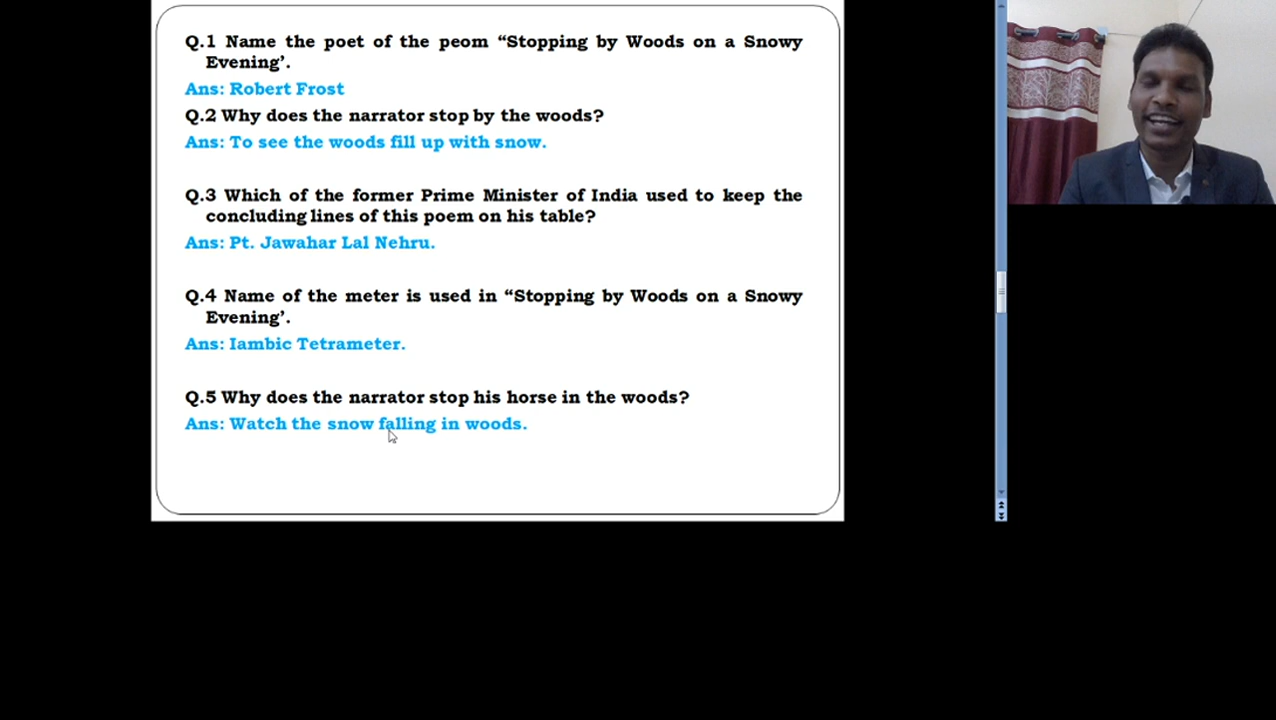 Q.1 Name the poet of the peom “Stopping by Woods on a Snowy
Evening’.
Ans: Robert Frost
Q.2 Why does the narrator stop by the woods?
Ans: To see the woods fill up with snow.
Q.3 Which of the former Prime Minister of India used to keep the
concluding lines of this poem on his table?
Ans: Pt. Jawahar Lal Nehru.
Q.4 Name of the meter is used in “Stopping by Woods on a Snowy
Evening’.
Ans: Iambic Tetrameter.
Q.5 Why does the narrator stop his horse in the woods?
Ans: Watch the snow falling in woods.